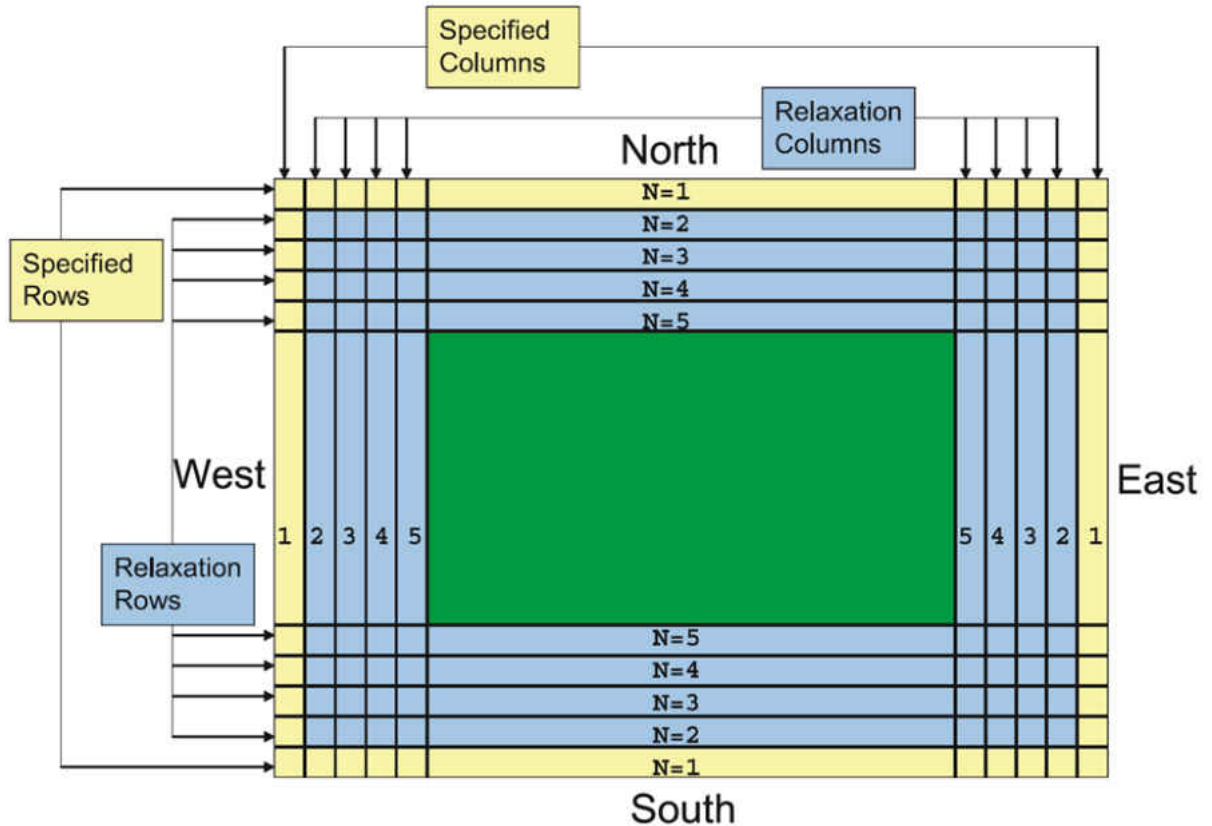 Specified
Columns
Relaxation
Columns
North
N=1
N=2
N=3
N=4
N=5
Specified
Rows
West
East
1 2 3 4 5
5 4 3 2 1
Relaxation
Rows
N=5
N=4
N=3
N=2
N=1
South